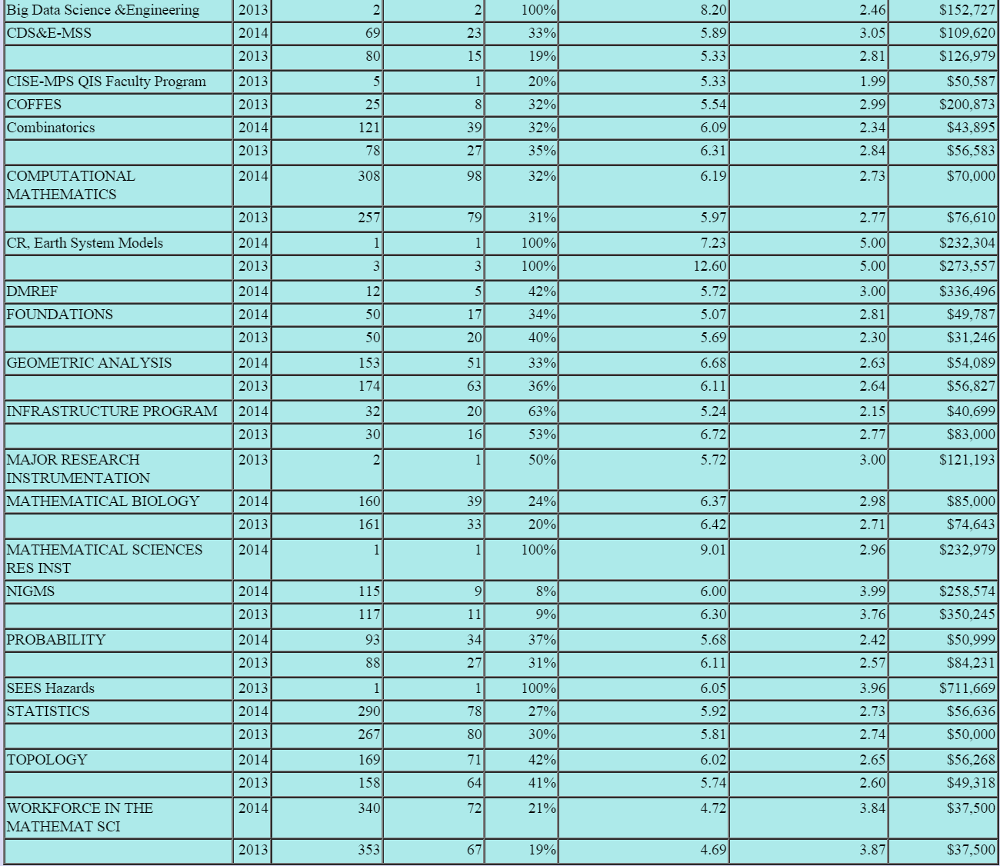 Big Data Science &Engineering 2013 2 2 100% 8.20 2.46 $152,727
CDS&E-MSS 2014 69 23 33% 5.89 3.05 $109,620
2013 80 15 19% 5.33 2.81 $126,979
CISE-MPS QIS Faculty Program 2013 5 1 20% 5.33 1.99 $50,587
COFFES 2013 25 8 32% 5.54 2.99 $200,873
Combinatorics 2014 121 39 32% 6.09 2.34 $43,895
2013 78 27 35% 6.31 2.84 $56,583
COMPUTATIONAL 2014 308 98 32% 6.19 2.73 $70,000
MATHEMATICS
2013 257 79 31% 5.97 2.77 $76,610
CR, Earth System Models 2014 1 1 100% 7.23 5.00 $232,304
2013 3 3 100% 12.60 5.00 $273,557
DMREF 2014 12 5 42% 5.72 3.00 $336,496
FOUNDATIONS 2014 50 17 34% 5.07 2.81 $49,787
2013 50 20 40% 5.69 2.30 $31,246
GEOMETRIC ANALYSIS 2014 153 51 33% 6.68 2.63 $54,089
2013 174 63 36% 6.11 2.64 $56,827
INFRASTRUCTURE PROGRAM 2014 32 20 63% 5.24 2.15 $40,699
2013 30 16 53% 6.72 2.77 $83,000
MAJOR RESEARCH 2013 2 1 50% 5.72 3.00 $121,193
INSTRUMENTATION
MATHEMATICAL BIOLOGY 2014 160 39 24% 6.37 2.98 $85,000
2013 161 33 20% 6.42 2.71 $74,643
MATHEMATICAL SCIENCES 2014 1 1 100% 9.01 2.96 $232,979
RES INST
NIGMS 2014 115 9 8% 6.00 3.99 $258,574
2013 117 11 9% 6.30 3.76 $350,245
PROBABILITY 2014 93 34 37% 5.68 2.42 $50,999
2013 88 27 31% 6.11 2.57 $84,231
SEES Hazards 2013 1 1 100% 6.05 3.96 $711,669
STATISTICS 2014 290 78 27% 5.92 2.73 $56,636
2013 267 80 30% 5.81 2.74 $50,000
TOPOLOGY 2014 169 71 42% 6.02 2.65 $56,268
2013 158 64 41% 5.74 2.60 $49,318
WORKFORCE IN THE 2014 340 72 21% 4.72 3.84 $37,500
MATHEMAT SCI
2013 353 67 19% 4.69 3.87 $37,500